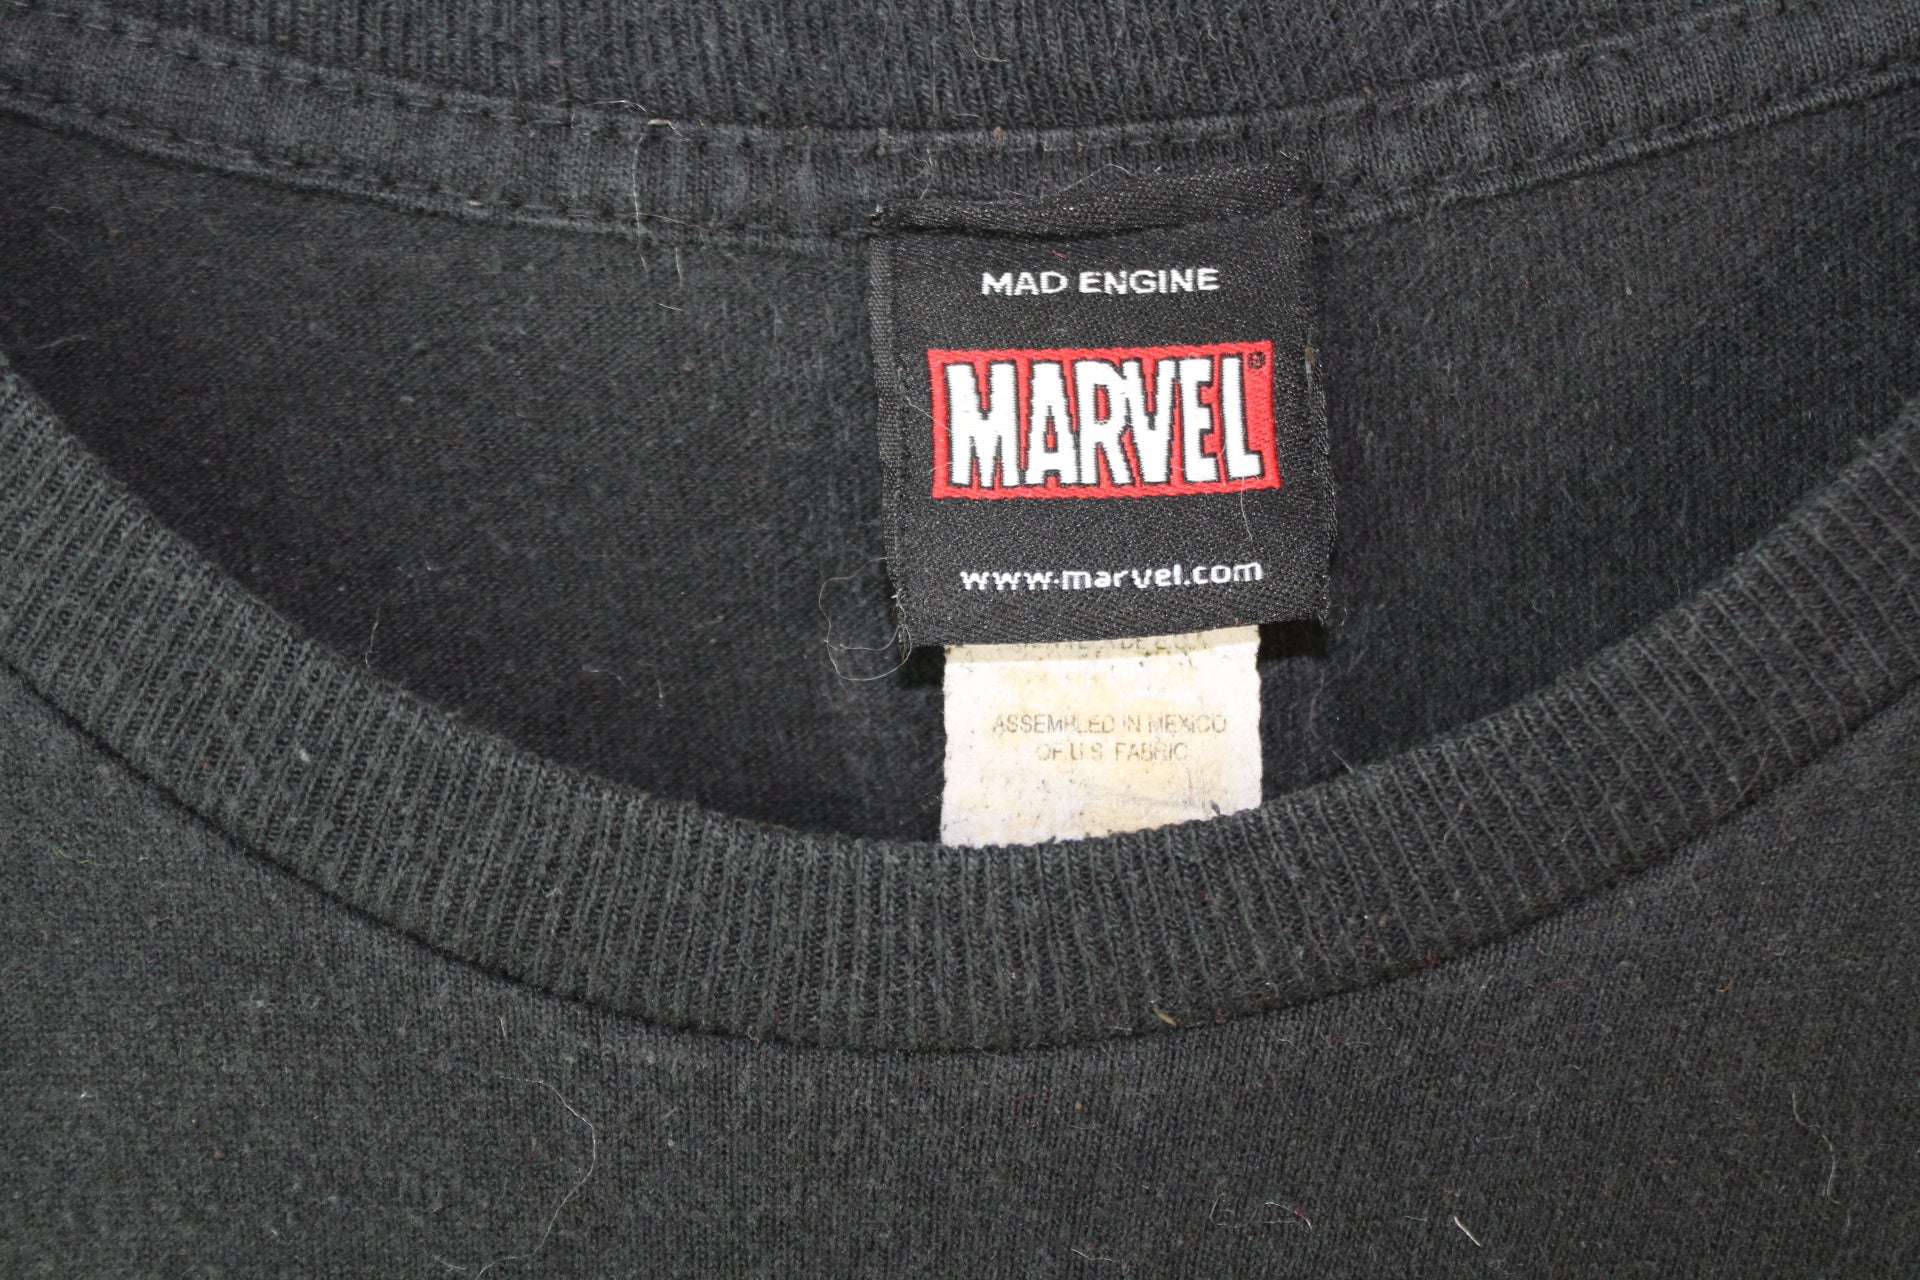 MAD ENGINE
MARVEL®
www.marvel.com
ASSEMBLED IN MEXICO
OF U.S. FABRIC